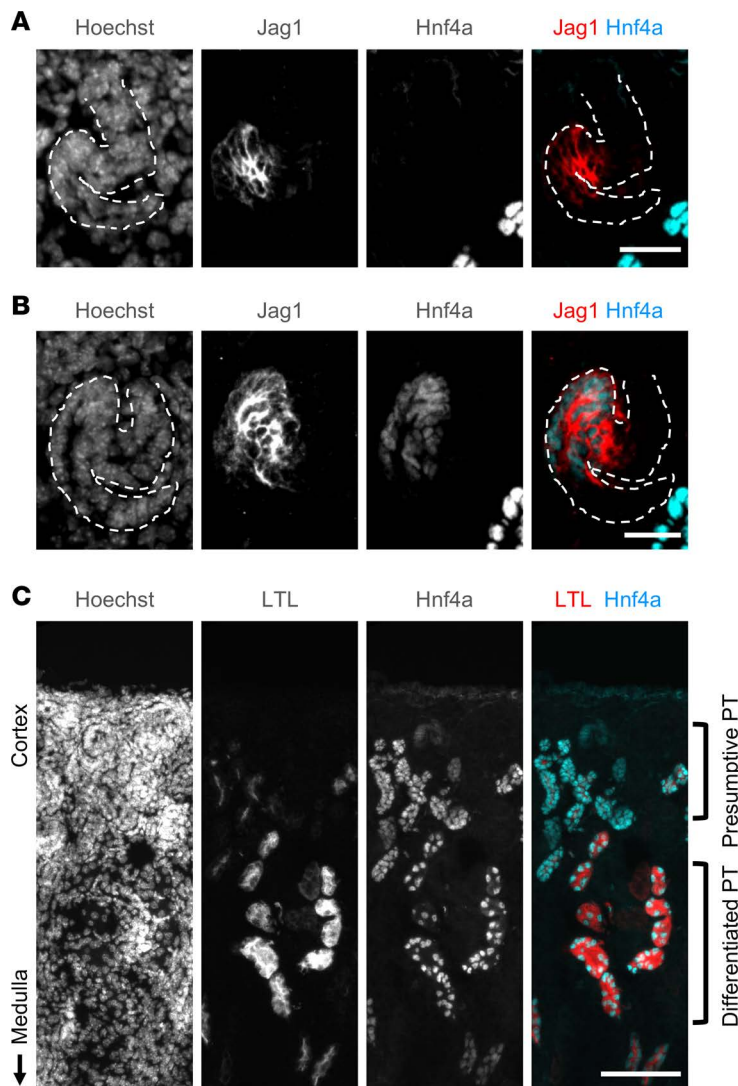 A
Hoechst Jag1 Hnf4a Jag1 Hnf4a
B
Hoechst Jag1 Hnf4a Jag1 Hnf4a
C
Hoechst LTL Hnf4a LTL Hnf4a
Cortex
Medulla
Presumptive PT
Differentiated PT